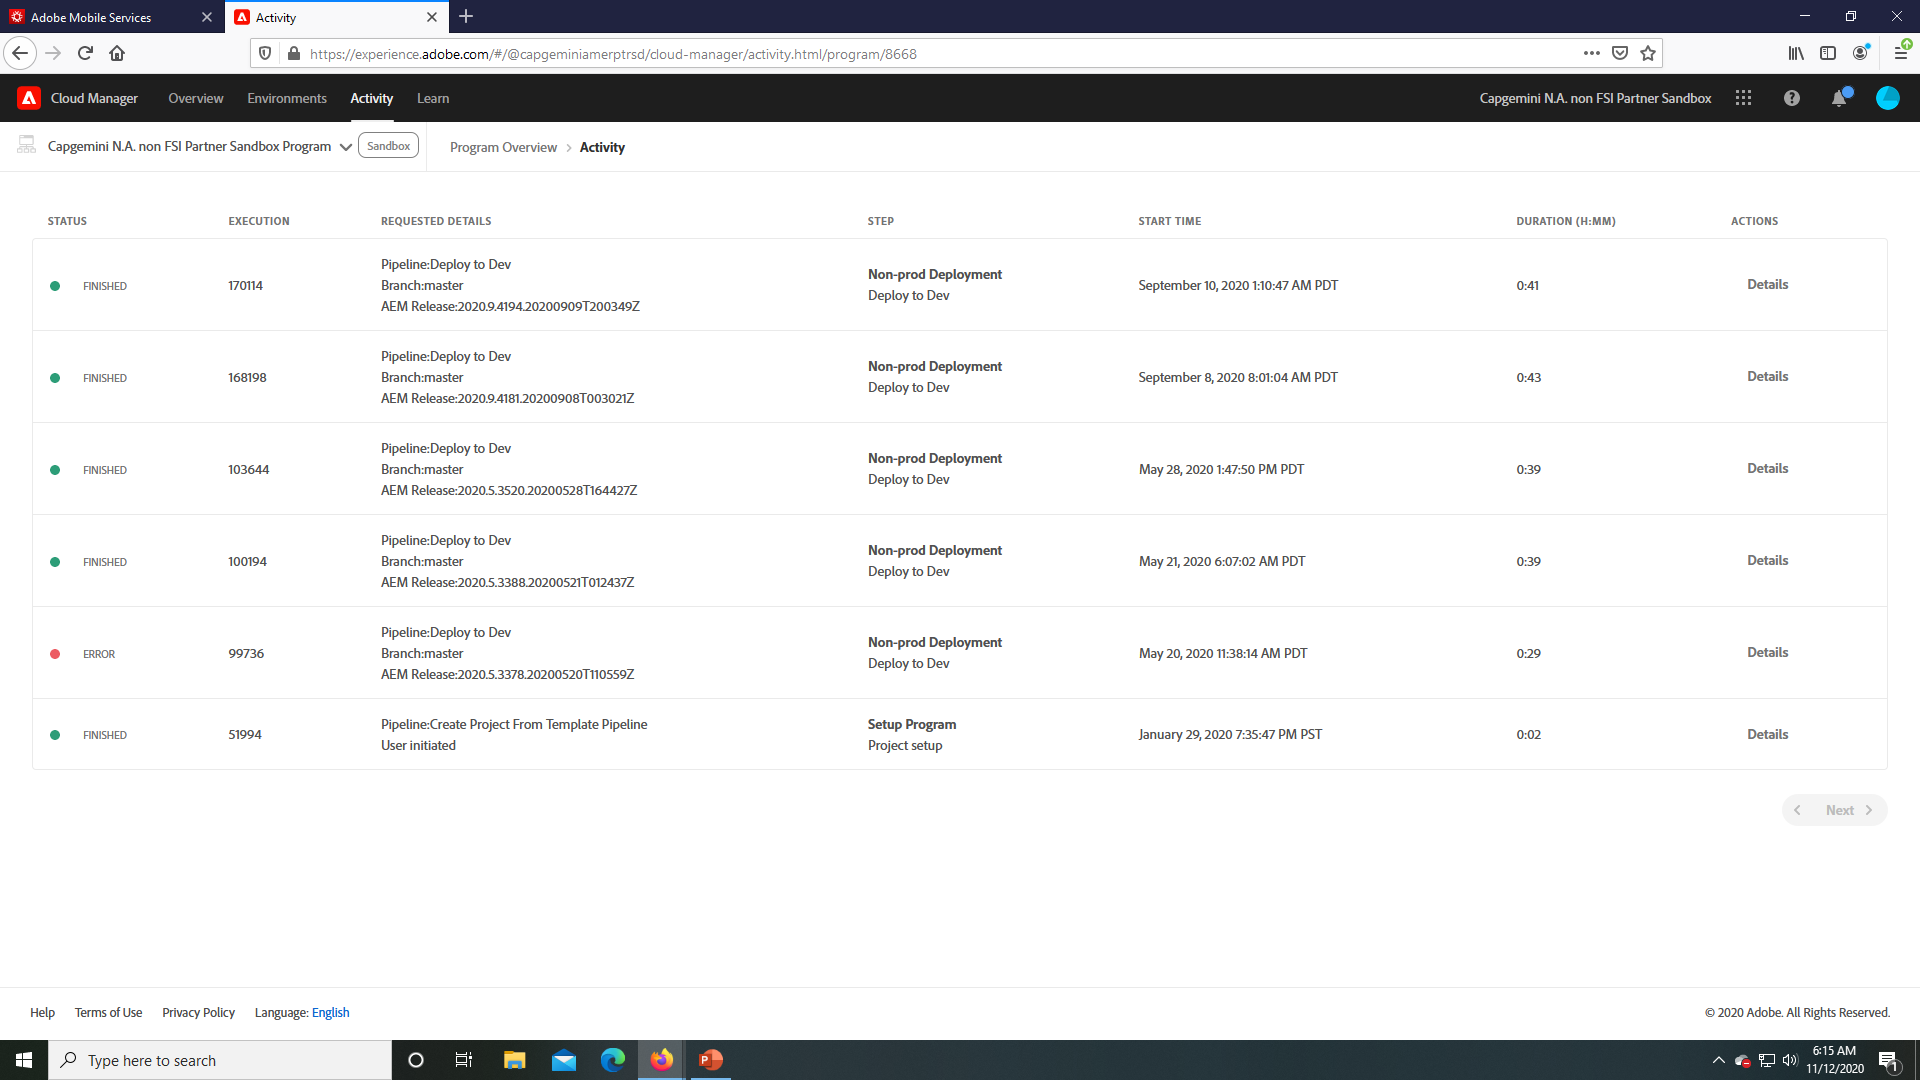 Adobe Mobile Services
Activity
https://experience.adobe.com/#/@capgeminiamerptrsd/cloud-manager/activity.html/program/8668
Cloud Manager Overview Environments Activity Learn Capgemini N.A. non FSI Partner Sandbox
Capgemini N.A. non FSI Partner Sandbox Program Sandbox Program Overview > Activity
STATUS EXECUTION REQUESTED DETAILS STEP START TIME DURATION (H:MM) ACTIONS
Pipeline:Deploy to Dev
Branch:master
AEM Release:2020.9.4194.20200909T200349Z
FINISHED 170114 Non-prod Deployment
Deploy to Dev
September 10, 2020 1:10:47 AM PDT 0:41 Details
Pipeline:Deploy to Dev
Branch:master
AEM Release:2020.9.4181.20200908T003021Z
FINISHED 168198 Non-prod Deployment
Deploy to Dev
September 8, 2020 8:01:04 AM PDT 0:43 Details
Pipeline:Deploy to Dev
Branch:master
AEM Release:2020.5.3520.20200528T164427Z
FINISHED 103644 Non-prod Deployment
Deploy to Dev
May 28, 2020 1:47:50 PM PDT 0:39 Details
Pipeline:Deploy to Dev
Branch:master
AEM Release:2020.5.3388.20200521T012437Z
FINISHED 100194 Non-prod Deployment
Deploy to Dev
May 21, 2020 6:07:02 AM PDT 0:39 Details
Pipeline:Deploy to Dev
Branch:master
AEM Release:2020.5.3378.20200520T110559Z
ERROR 99736 Non-prod Deployment
Deploy to Dev
May 20, 2020 11:38:14 AM PDT 0:29 Details
Pipeline:Create Project From Template Pipeline
User initiated
FINISHED 51994 Setup Program
Project setup
January 29, 2020 7:35:47 PM PST 0:02 Details
Next
Help Terms of Use Privacy Policy Language: English © 2020 Adobe. All Rights Reserved.
Type here to search
6:15 AM
11/12/2020
1